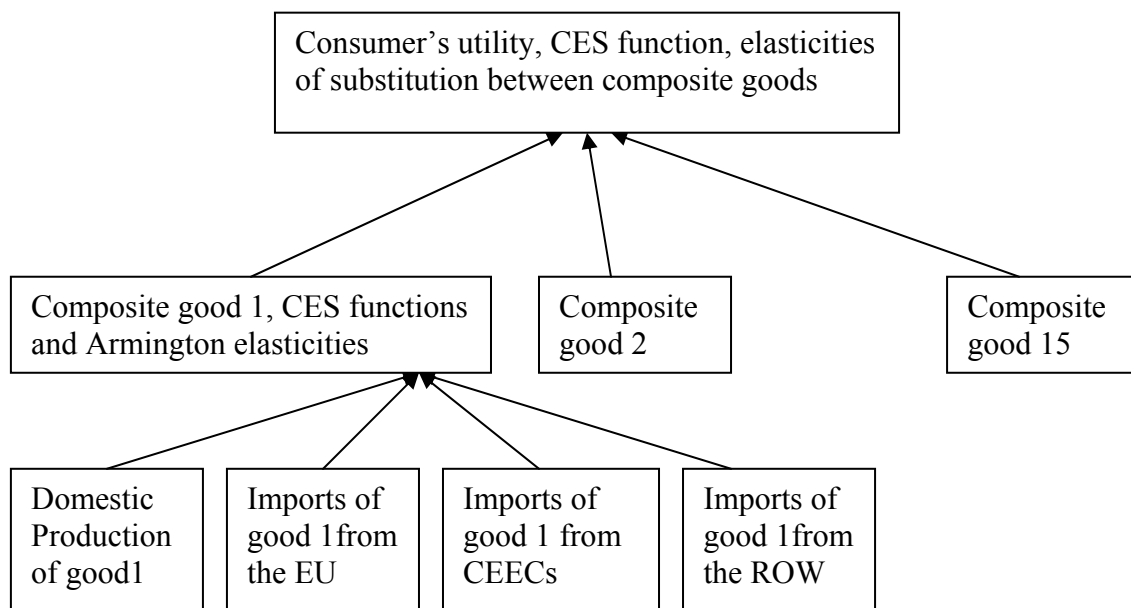 Consumer’s utility, CES function, elasticities
of substitution between composite goods
Composite good 1, CES functions
and Armington elasticities
Composite
good 2
Composite
good 15
Domestic
Production
of good1
Imports of
good 1from
the EU
Imports of
good 1 from
CEECs
Imports of
good 1from
the ROW